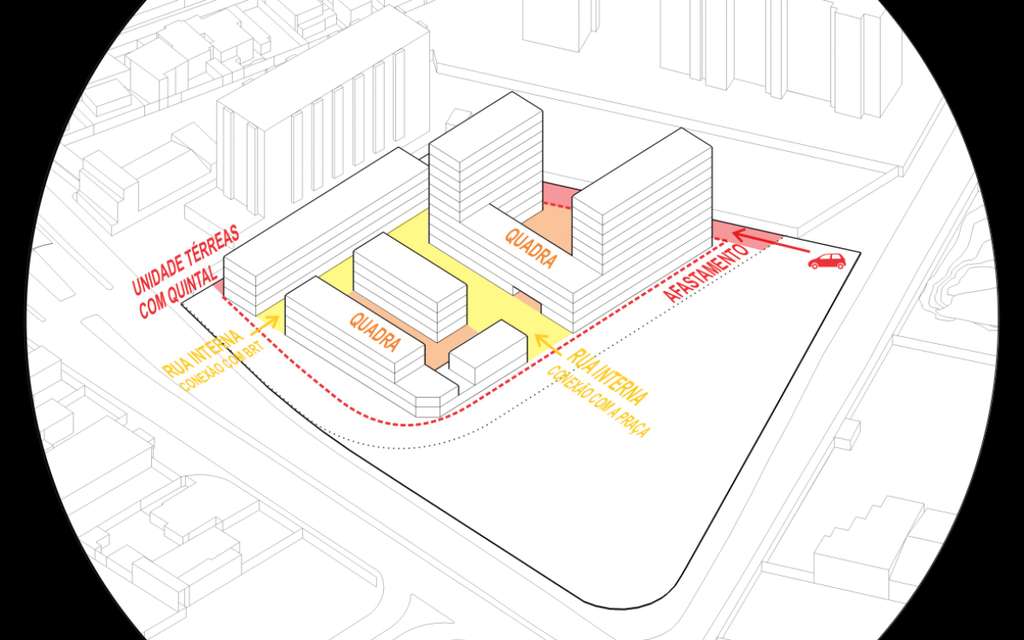 UNIDADE TÉRREAS
COM QUINTAL
RUA INTERNA
CONEXÃO COM BRT
QUADRA
QUADRA
AFASTAMENTO
RUA INTERNA
CONEXÃO COM A PRAÇA